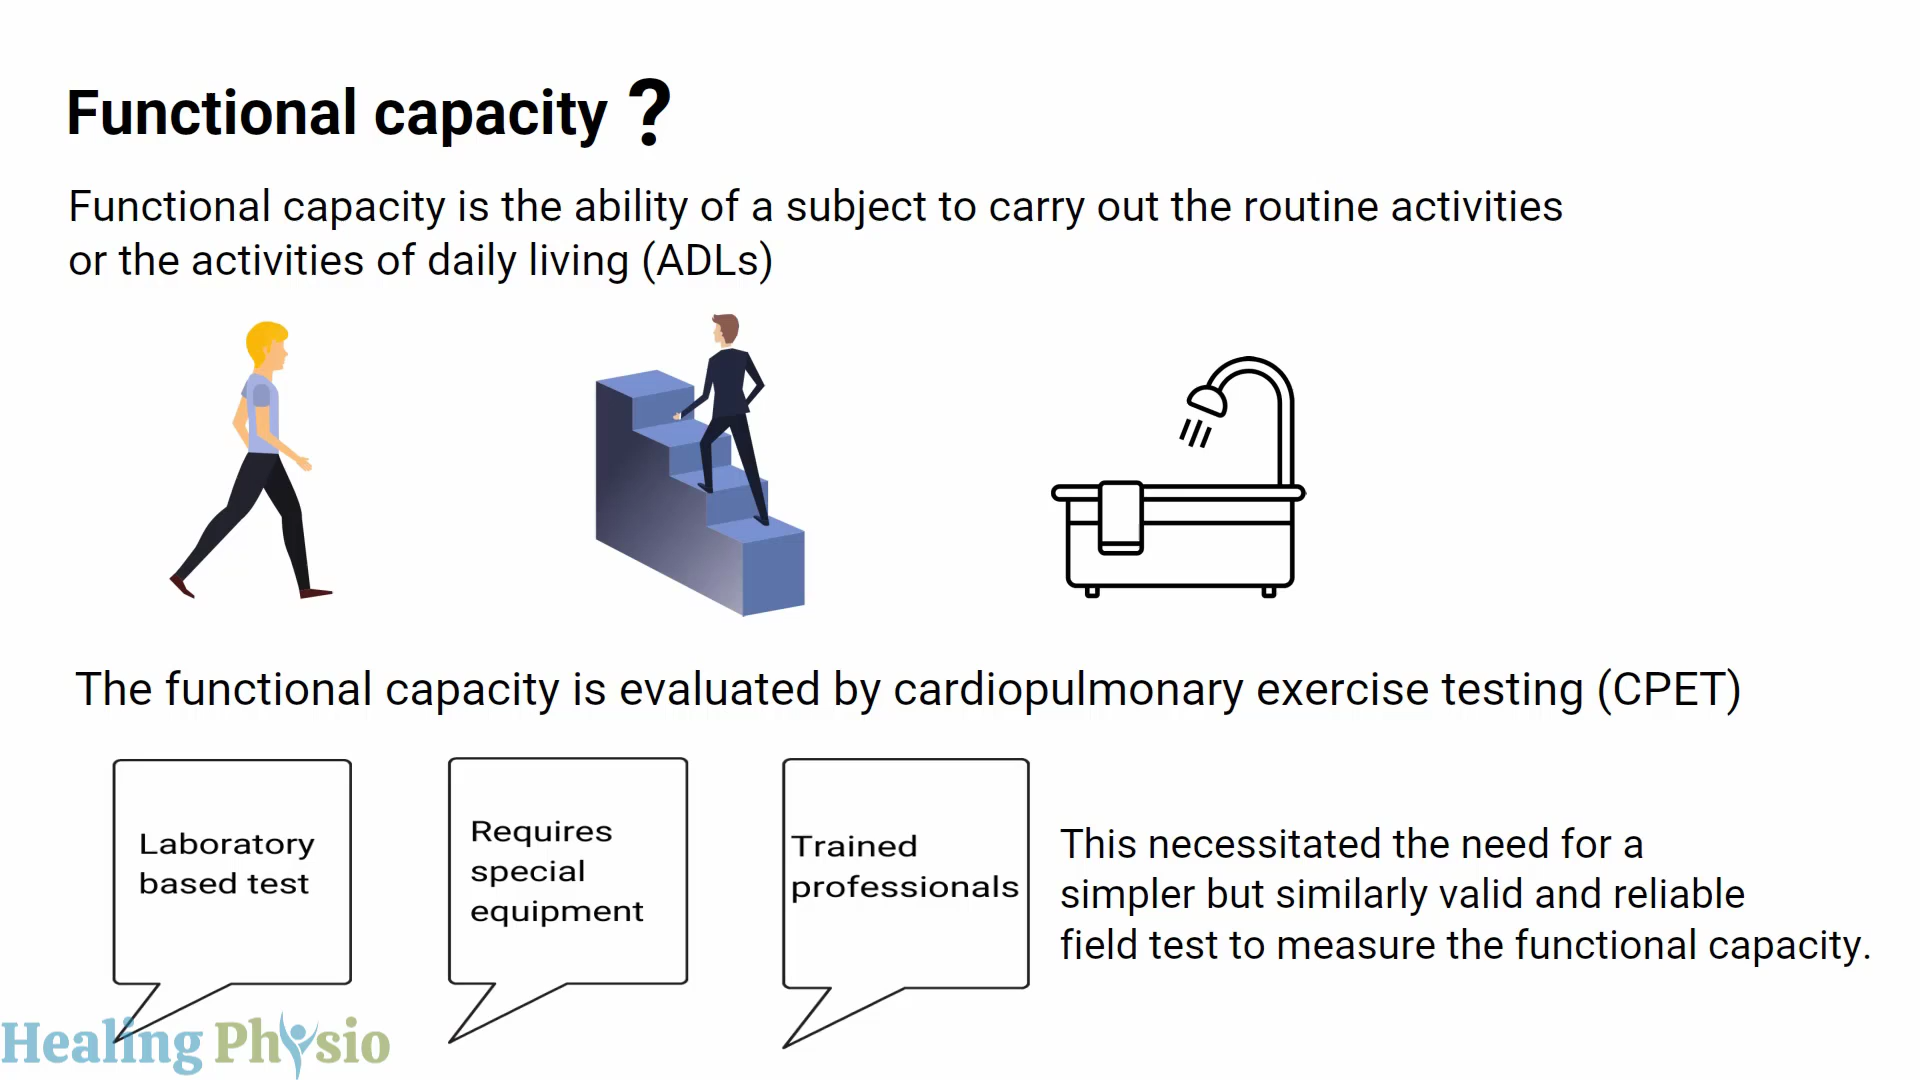 Functional capacity ?
Functional capacity is the ability of a subject to carry out the routine activities
or the activities of daily living (ADLs)
The functional capacity is evaluated by cardiopulmonary exercise testing (CPET)
Laboratory
based test
Requires
special
equipment
Trained
professionals
This necessitated the need for a
simpler but similarly valid and reliable
field test to measure the functional capacity.
Healing Physio